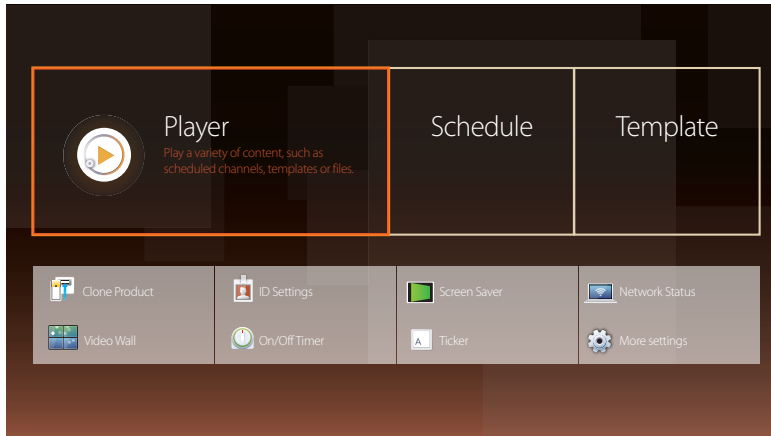 Player
Play a variety of content, such as
scheduled channels, templates or files.
Schedule
Template
Clone Product
ID Settings
Screen Saver
Network Status
Video Wall
On/Off Timer
A
Ticker
More settings